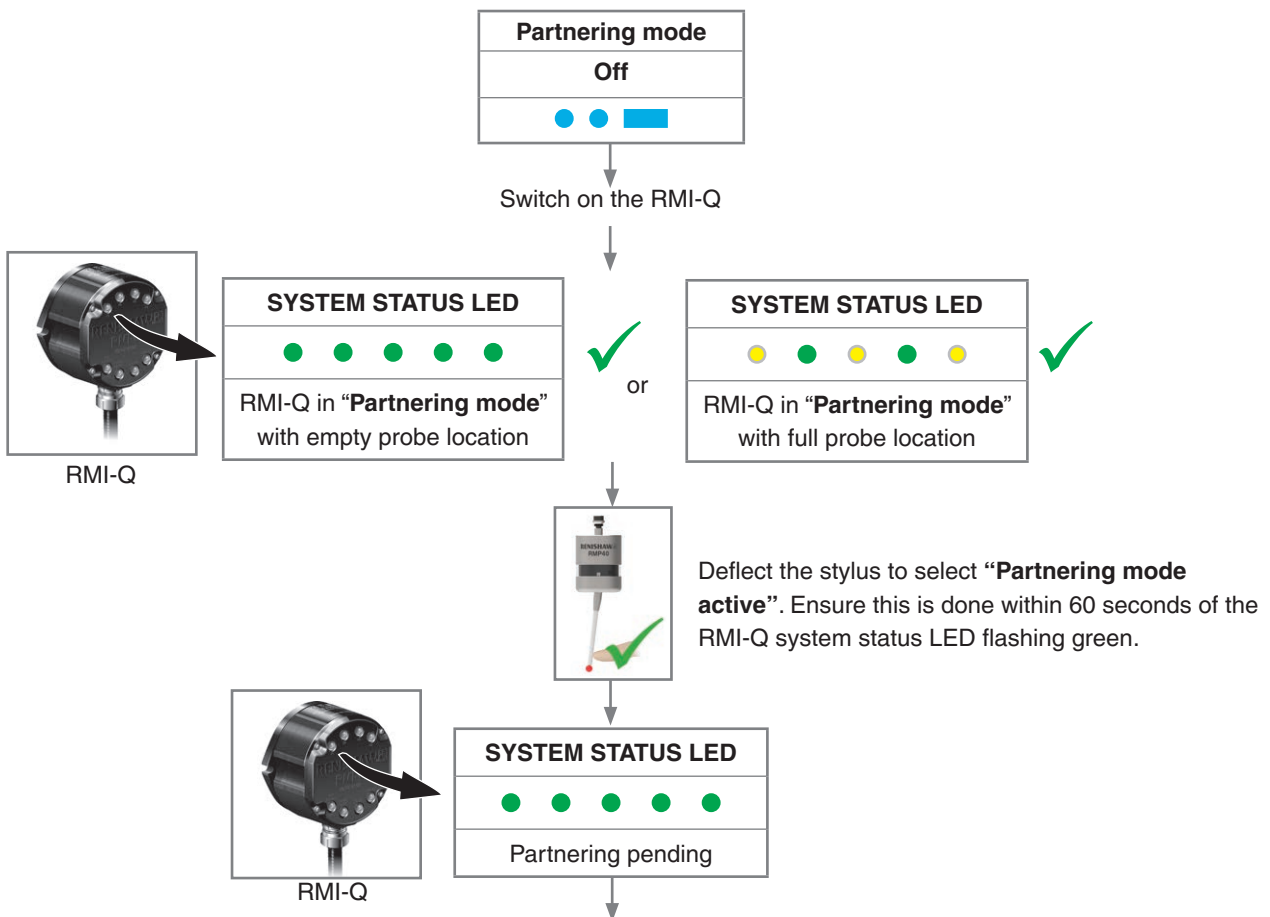 Partnering mode
Off
Switch on the RMI-Q
SYSTEM STATUS LED
RMI-Q in “Partnering mode”
with empty probe location
or
SYSTEM STATUS LED
RMI-Q in “Partnering mode”
with full probe location
RMI-Q
RENISHAW
RMP40
Deflect the stylus to select “Partnering mode
active”. Ensure this is done within 60 seconds of the
RMI-Q system status LED flashing green.
SYSTEM STATUS LED
Partnering pending
RMI-Q